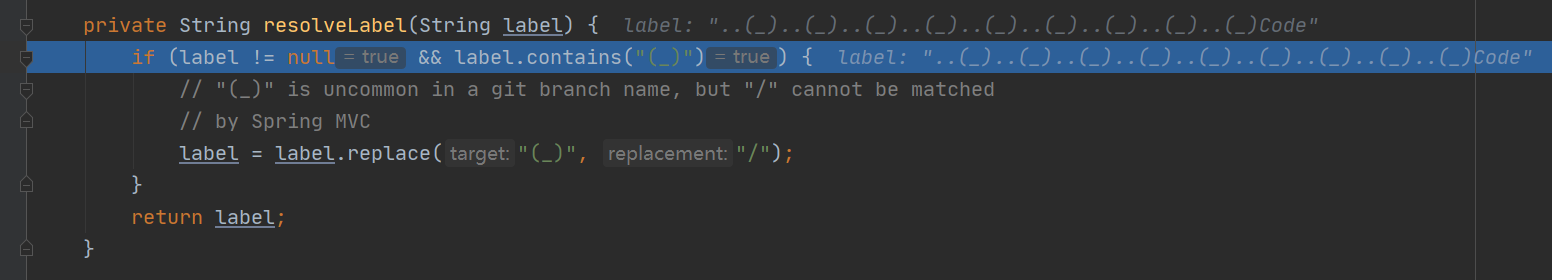 private String resolveLabel(String label) { label: "..(_)..(_)..(_)..(_)..(_)..(_)..(_)..(_)..(_)Code"
if (label != null = true && label.contains("(_)") = true ) { label: "..(_)..(_)..(_)..(_)..(_)..(_)..(_)..(_)..(_)Code"
// "(_)" is uncommon in a git branch name, but "/" cannot be matched
// by Spring MVC
label = label.replace( target: "(_)", replacement: "/");
}
return label;
}